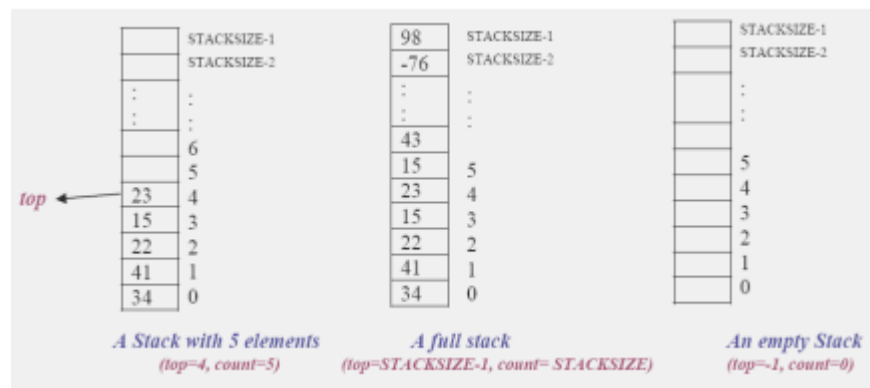 STACKSIZE-1
STACKSIZE-2
: :
: :
6
5
top 23 4
15 3
22 2
41 1
34 0
A Stack with 5 elements
(top=4, count=5)
98 STACKSIZE-1
-76 STACKSIZE-2
: :
: :
43
15 5
23 4
15 3
22 2
41 1
34 0
A full stack
(top=STACKSIZE-1, count= STACKSIZE)
STACKSIZE-1
STACKSIZE-2
:
:
5
4
3
2
1
0
An empty Stack
(top=-1, count=0)